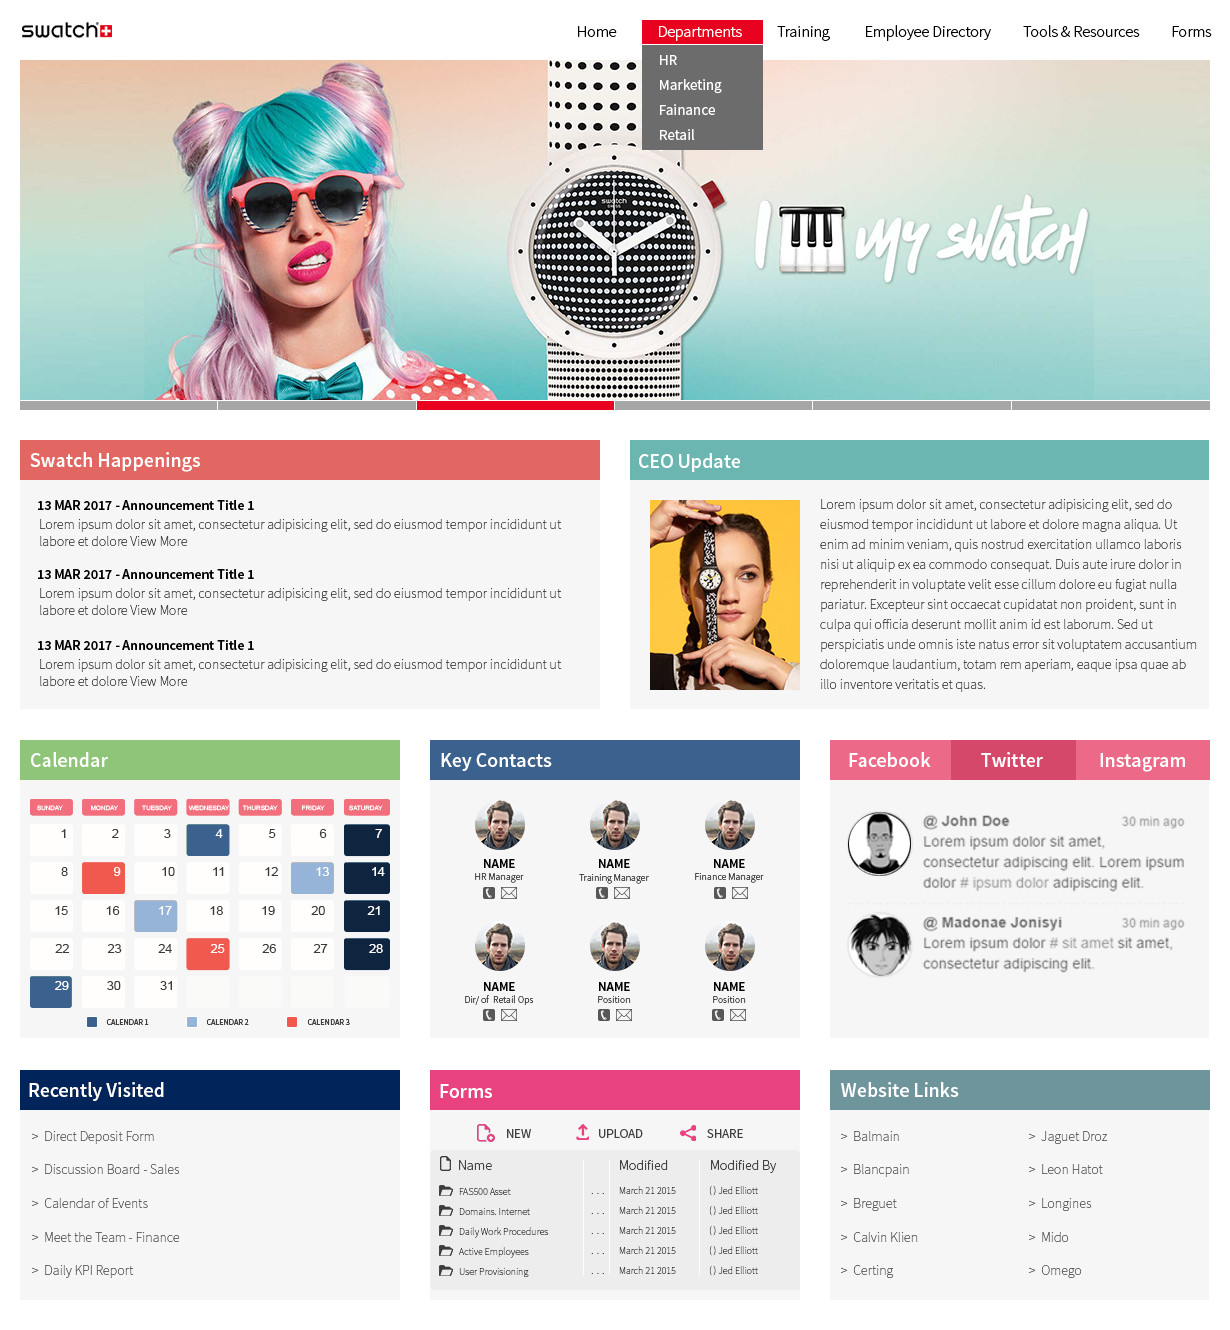 swatch
Home
Departments
Training
Employee Directory
Tools & Resources
Forms
HR
Marketing
Fainance
Retail
swatch
SWISS
I my swatch
Swatch Happenings
13 MAR 2017 - Announcement Title 1
Lorem ipsum dolor sit amet, consectetur adipisicing elit, sed do eiusmod tempor incididunt ut
labore et dolore View More
13 MAR 2017 - Announcement Title 1
Lorem ipsum dolor sit amet, consectetur adipisicing elit, sed do eiusmod tempor incididunt ut
labore et dolore View More
13 MAR 2017 - Announcement Title 1
Lorem ipsum dolor sit amet, consectetur adipisicing elit, sed do eiusmod tempor incididunt ut
labore et dolore View More
CEO Update
Lorem ipsum dolor sit amet, consectetur adipisicing elit, sed do
eiusmod tempor incididunt ut labore et dolore magna aliqua. Ut
enim ad minim veniam, quis nostrud exercitation ullamco laboris
nisi ut aliquip ex ea commodo consequat. Duis aute irure dolor in
reprehenderit in voluptate velit esse cillum dolore eu fugiat nulla
pariatur. Excepteur sint occaecat cupidatat non proident, sunt in
culpa qui officia deserunt mollit anim id est laborum. Sed ut
perspiciatis unde omnis iste natus error sit voluptatem accusantium
doloremque laudantium, totam rem aperiam, eaque ipsa quae ab
illo inventore veritatis et quas.
Calendar
SUNDAY MONDAY TUESDAY WEDNESDAY THURSDAY FRIDAY SATURDAY
1 2 3 4 5 6 7
8 9 10 11 12 13 14
15 16 17 18 19 20 21
22 23 24 25 26 27 28
29 30 31
CALENDAR 1 CALENDAR 2 CALENDAR 3
Key Contacts
NAME NAME NAME
HR Manager Training Manager Finance Manager
NAME NAME NAME
Dir/ of Retail Ops Position Position
Facebook Twitter Instagram
@ John Doe 30 min ago
Lorem ipsum dolor sit amet,
consectetur adipiscing elit. Lorem ipsum
dolor # ipsum dolor adipiscing elit.
@ Madonae Jonisyi 30 min ago
Lorem ipsum dolor # sit amet sit amet,
consectetur adipiscing elit.
Recently Visited
> Direct Deposit Form
> Discussion Board - Sales
> Calendar of Events
> Meet the Team - Finance
> Daily KPI Report
Forms
NEW UPLOAD SHARE
Name Modified Modified By
FAS500 Asset ... March 21 2015 () Jed Elliott
Domains. Internet ... March 21 2015 () Jed Elliott
Daily Work Procedures ... March 21 2015 () Jed Elliott
Active Employees ... March 21 2015 () Jed Elliott
User Provisioning ... March 21 2015 () Jed Elliott
Website Links
> Balmain > Jaguet Droz
> Blancpain > Leon Hatot
> Breguet > Longines
> Calvin Klien > Mido
> Certing > Omego